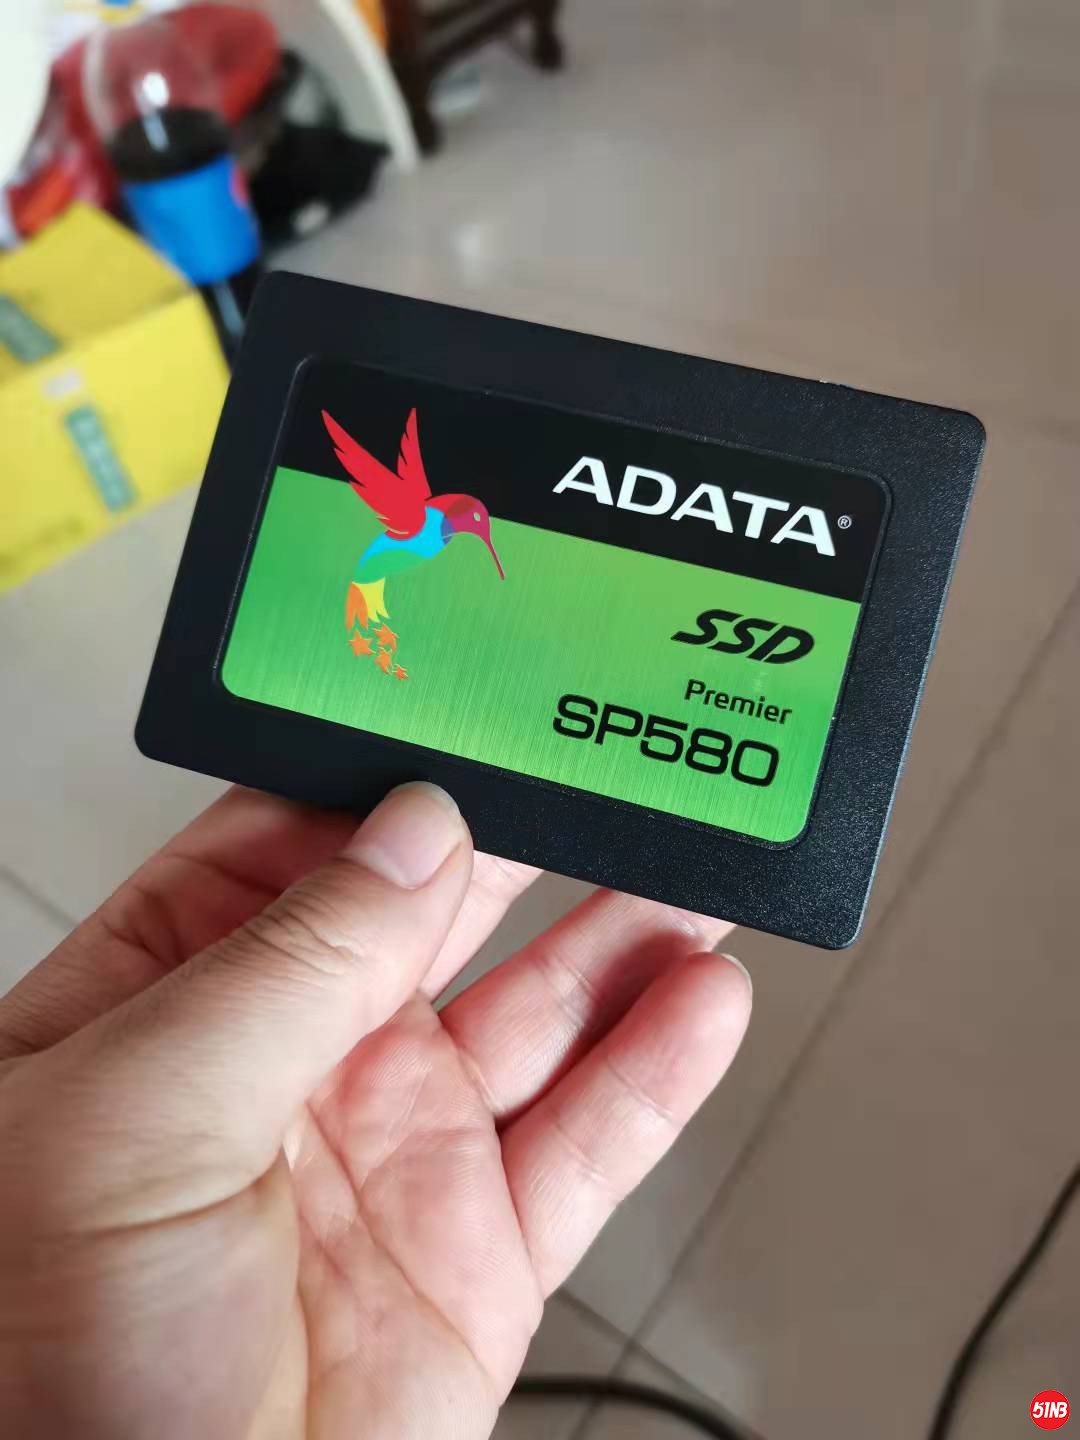 ADATA®
SSD
Premier
SP580
51NB